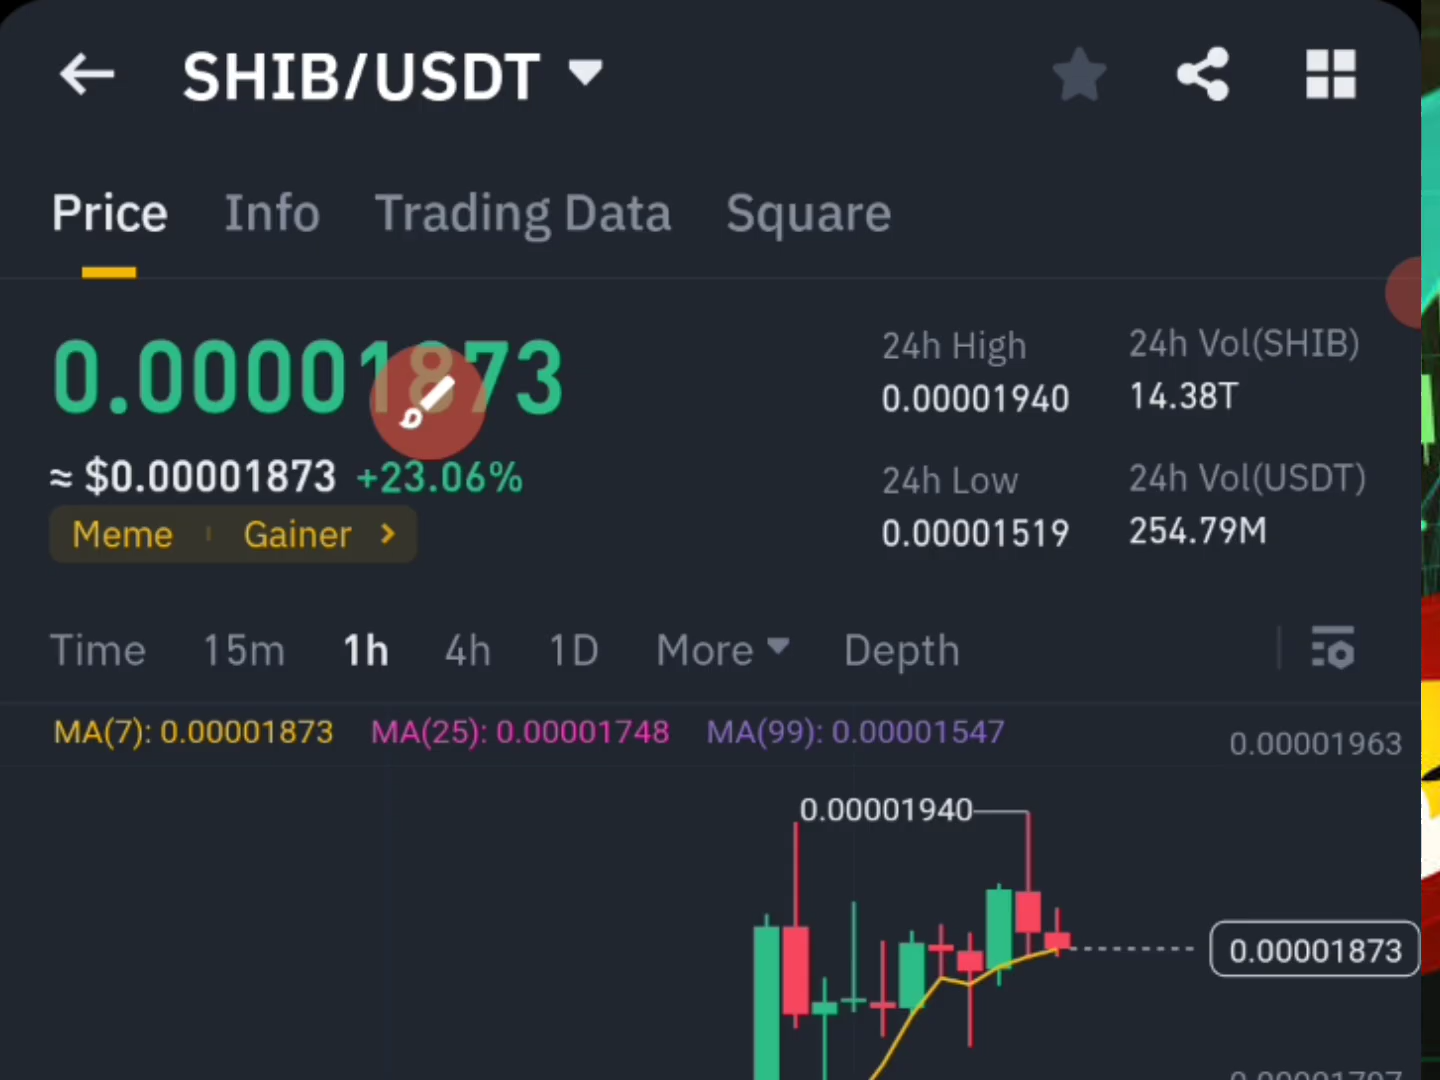 SHIB/USDT
Price Info Trading Data Square
0.00001873
≈ $0.00001873 +23.06%
Meme Gainer
24h High
0.00001940
24h Vol(SHIB)
14.38T
24h Low
0.00001519
24h Vol(USDT)
254.79M
Time 15m 1h 4h 1D More Depth
MA(7): 0.00001873 MA(25): 0.00001748 MA(99): 0.00001547
0.00001963
0.00001940
0.00001873